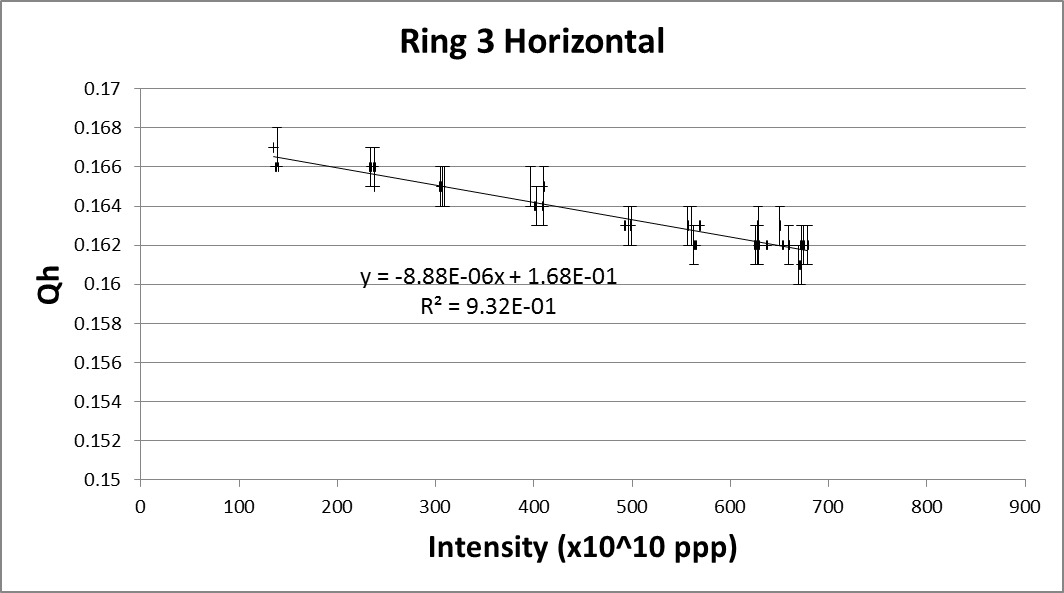 Ring 3 Horizontal
0.17
0.168
0.166
0.164
0.162
0.16
0.158
0.156
0.154
0.152
0.15
Qh
y = -8.88E-06x + 1.68E-01
R² = 9.32E-01
0 100 200 300 400 500 600 700 800 900
Intensity (x10^10 ppp)